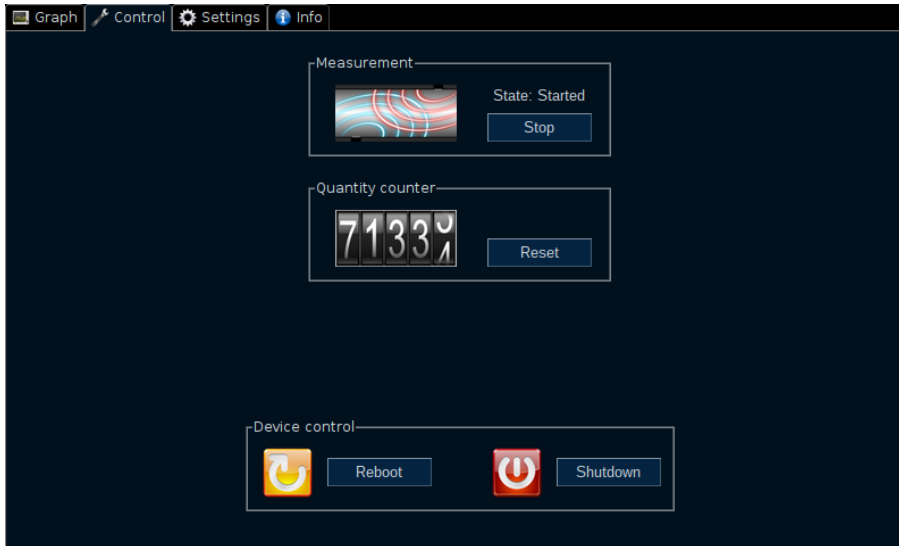 Graph Control Settings Info
Measurement
State: Started
Stop
Quantity counter
7133
Reset
Device control
Reboot
Shutdown